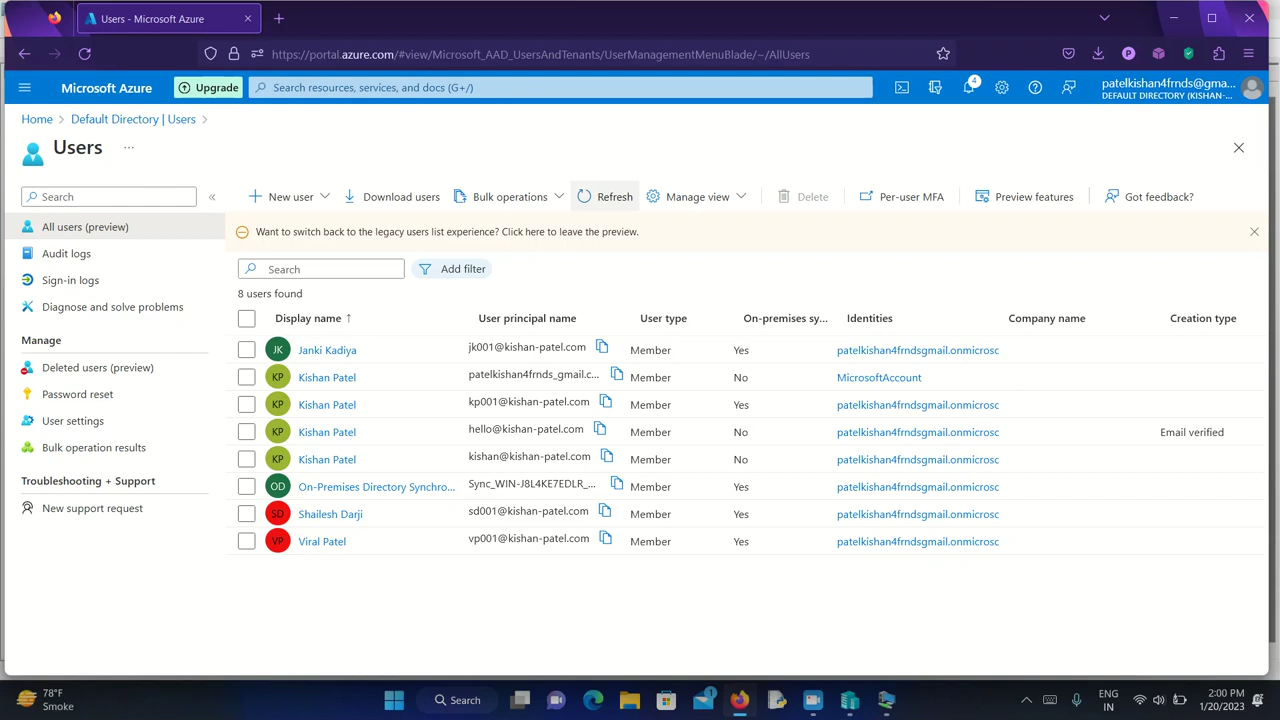 Users - Microsoft Azure
https://portal.azure.com/#view/Microsoft_AAD_UsersAndTenants/UserManagementMenuBlade/~/AllUsers
Microsoft Azure
Upgrade
Search resources, services, and docs (G+/)
4
patelkishan4frnds@gma...
DEFAULT DIRECTORY (KISHAN-...
Home > Default Directory | Users >
Users ...
Search
«
New user
Download users
Bulk operations
Refresh
Manage view
Delete
Per-user MFA
Preview features
Got feedback?
All users (preview)
Audit logs
Sign-in logs
Diagnose and solve problems
Manage
Deleted users (preview)
Password reset
User settings
Bulk operation results
Troubleshooting + Support
New support request
Want to switch back to the legacy users list experience? Click here to leave the preview.
Search
Add filter
8 users found
Display name ↑ User principal name User type On-premises sy... Identities Company name Creation type
JK Janki Kadiya jk001@kishan-patel.com Member Yes patelkishan4frndsgmail.onmicrosc
KP Kishan Patel patelkishan4frnds_gmail.c... Member No MicrosoftAccount
KP Kishan Patel kp001@kishan-patel.com Member Yes patelkishan4frndsgmail.onmicrosc
KP Kishan Patel hello@kishan-patel.com Member No patelkishan4frndsgmail.onmicrosc Email verified
KP Kishan Patel kishan@kishan-patel.com Member No patelkishan4frndsgmail.onmicrosc
OD On-Premises Directory Synchro... Sync_WIN-J8L4KE7EDLR_... Member Yes patelkishan4frndsgmail.onmicrosc
SD Shailesh Darji sd001@kishan-patel.com Member Yes patelkishan4frndsgmail.onmicrosc
VP Viral Patel vp001@kishan-patel.com Member Yes patelkishan4frndsgmail.onmicrosc
78°F
Smoke
Search
1
ENG
IN
2:00 PM
1/20/2023